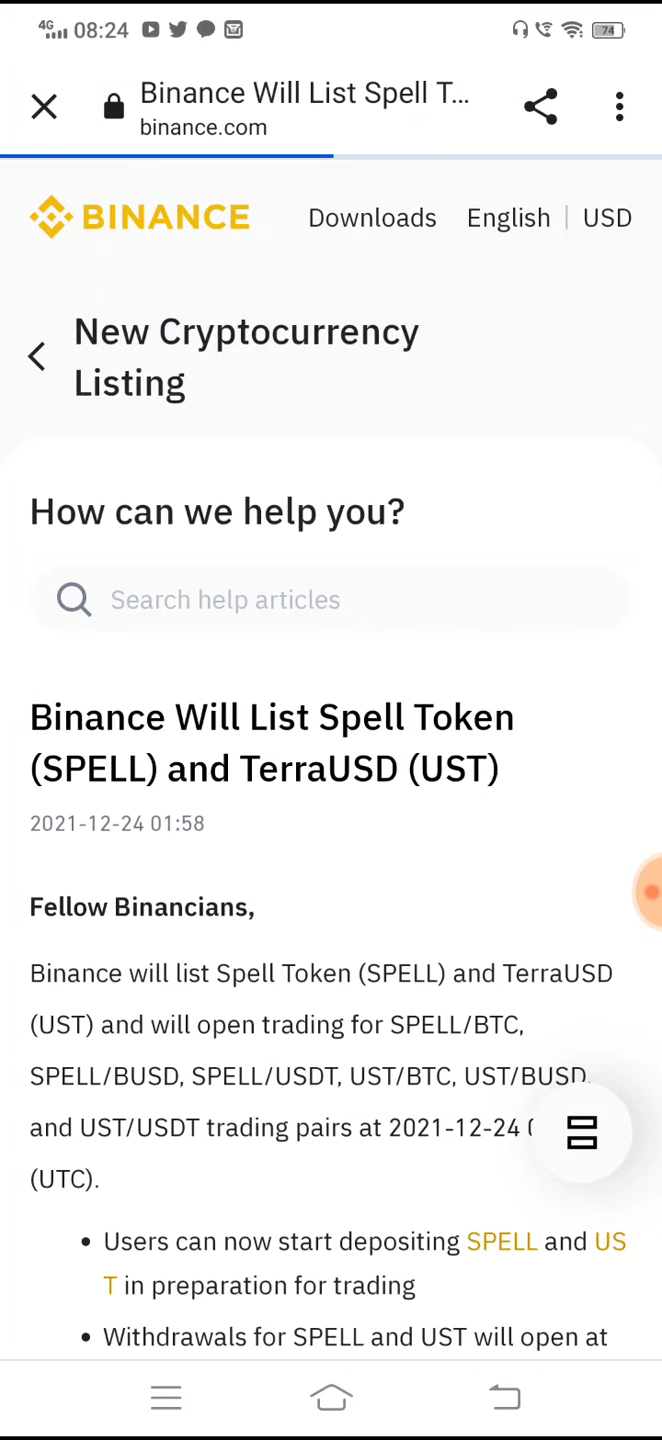 4G 08:24 74
Binance Will List Spell T...
binance.com
BINANCE Downloads English | USD
New Cryptocurrency
Listing
How can we help you?
Search help articles
Binance Will List Spell Token
(SPELL) and TerraUSD (UST)
2021-12-24 01:58
Fellow Binancians,
Binance will list Spell Token (SPELL) and TerraUSD
(UST) and will open trading for SPELL/BTC,
SPELL/BUSD, SPELL/USDT, UST/BTC, UST/BUSD,
and UST/USDT trading pairs at 2021-12-24
(UTC).
• Users can now start depositing SPELL and US
T in preparation for trading
• Withdrawals for SPELL and UST will open at